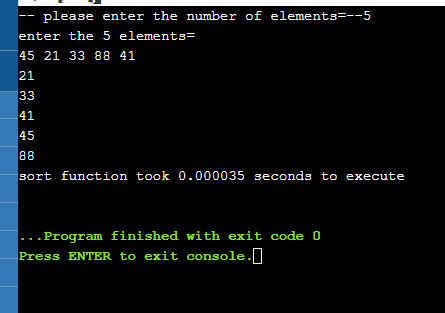 -- please enter the number of elements=--5
enter the 5 elements=
45 21 33 88 41
21
33
41
45
88
sort function took 0.000035 seconds to execute
...Program finished with exit code 0
Press ENTER to exit console.